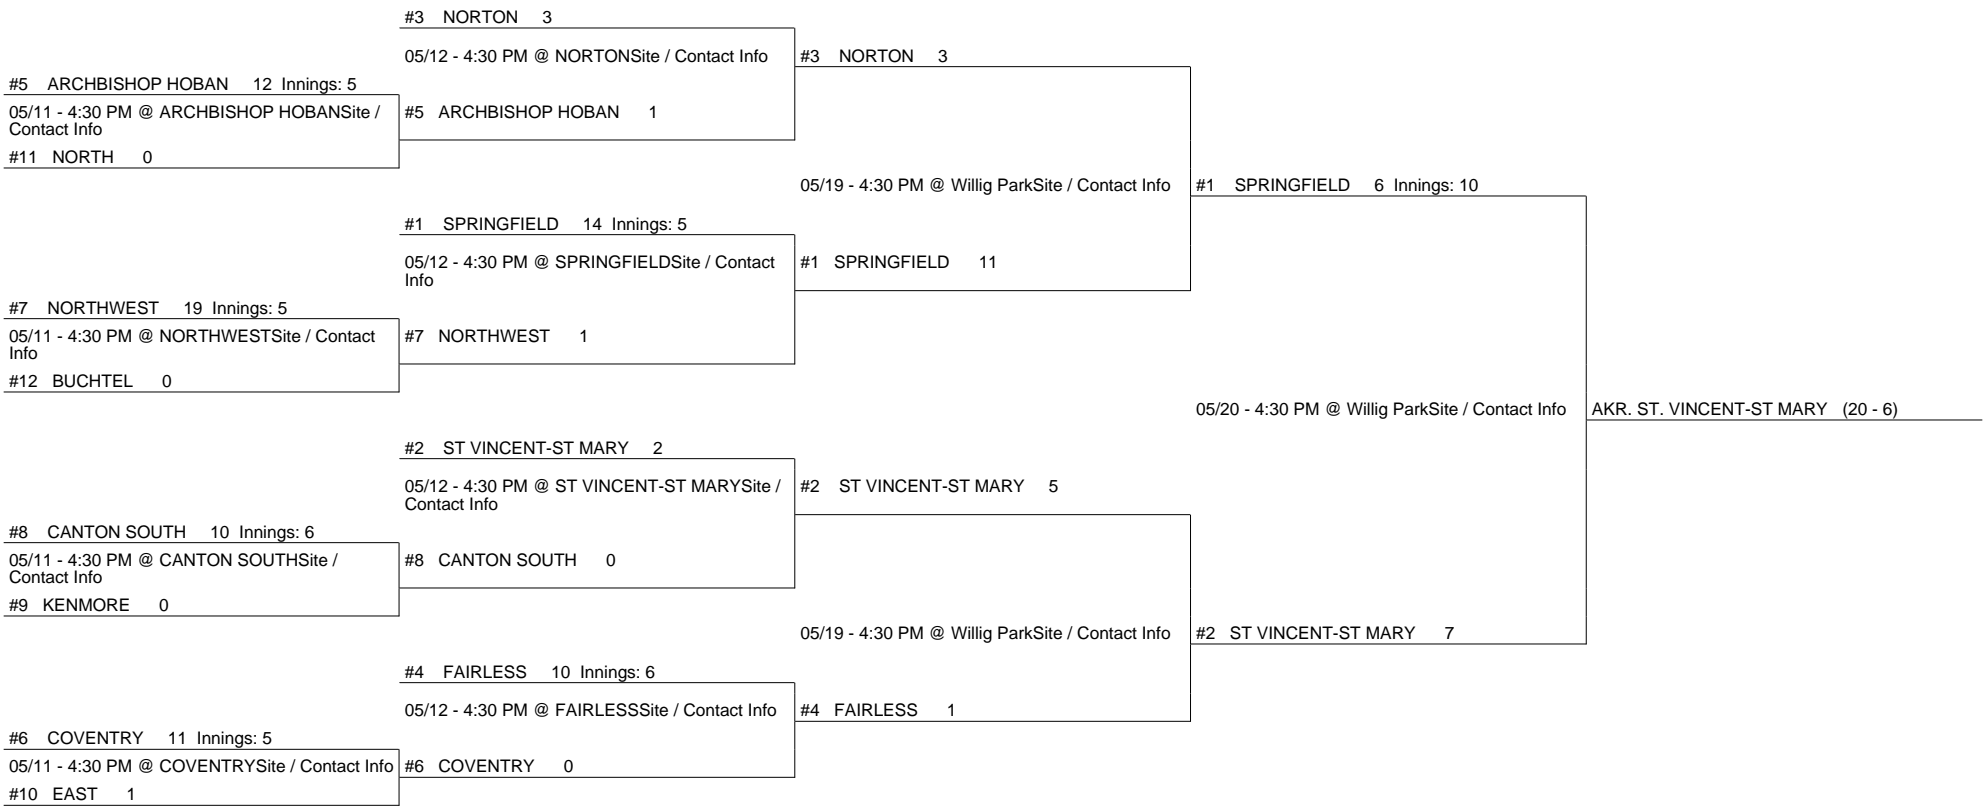 #3 NORTON 3
05/12 - 4:30 PM @ NORTONSite / Contact Info
#3 NORTON 3
#5 ARCHBISHOP HOBAN 12 Innings: 5
05/11 - 4:30 PM @ ARCHBISHOP HOBANSite /
Contact Info
#5 ARCHBISHOP HOBAN 1
#11 NORTH 0
05/19 - 4:30 PM @ Willig ParkSite / Contact Info
#1 SPRINGFIELD 6 Innings: 10
#1 SPRINGFIELD 14 Innings: 5
05/12 - 4:30 PM @ SPRINGFIELDSite / Contact
Info
#1 SPRINGFIELD 11
#7 NORTHWEST 19 Innings: 5
05/11 - 4:30 PM @ NORTHWESTSite / Contact
Info
#7 NORTHWEST 1
#12 BUCHTEL 0
05/20 - 4:30 PM @ Willig ParkSite / Contact Info
AKR. ST. VINCENT-ST MARY (20 - 6)
#2 ST VINCENT-ST MARY 2
05/12 - 4:30 PM @ ST VINCENT-ST MARYSite /
Contact Info
#2 ST VINCENT-ST MARY 5
#8 CANTON SOUTH 10 Innings: 6
05/11 - 4:30 PM @ CANTON SOUTHSite /
Contact Info
#8 CANTON SOUTH 0
#9 KENMORE 0
05/19 - 4:30 PM @ Willig ParkSite / Contact Info
#2 ST VINCENT-ST MARY 7
#4 FAIRLESS 10 Innings: 6
05/12 - 4:30 PM @ FAIRLESSSite / Contact Info
#4 FAIRLESS 1
#6 COVENTRY 11 Innings: 5
05/11 - 4:30 PM @ COVENTRYSite / Contact Info
#6 COVENTRY 0
#10 EAST 1